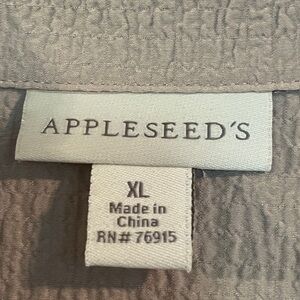 APPLESEED'S
XL
Made in
China
RN# 76915